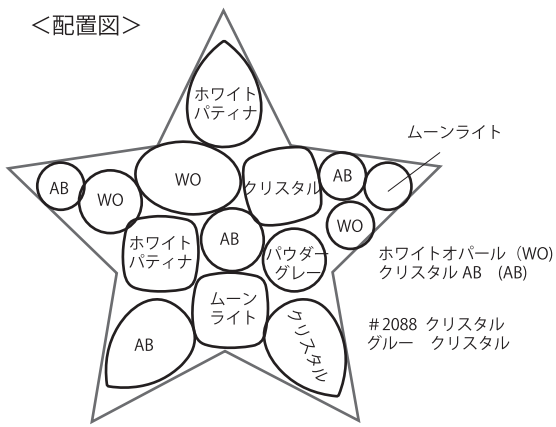 ＜配置図＞
ホワイト
パティナ
ムーンライト
AB
WO
WO
クリスタル
AB
WO
ホワイト
パティナ
AB
パウダー
グレー
ホワイトオパール（WO)
クリスタル AB　(AB)
ムーン
ライト
AB
クリスタル
＃2088 クリスタル
グルー　クリスタル